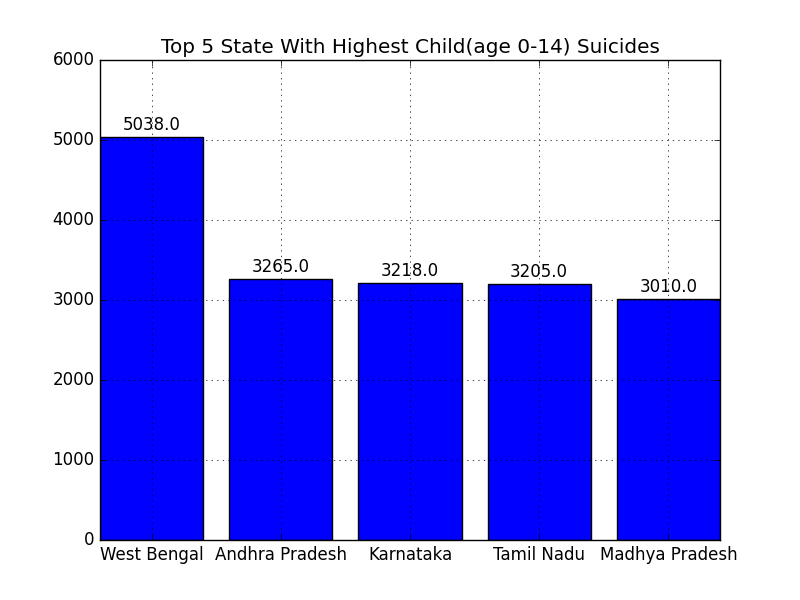 Top 5 State With Highest Child(age 0-14) Suicides
6000
5000
4000
3000
2000
1000
0
5038.0
3265.0
3218.0
3205.0
3010.0
West Bengal
Andhra Pradesh
Karnataka
Tamil Nadu
Madhya Pradesh